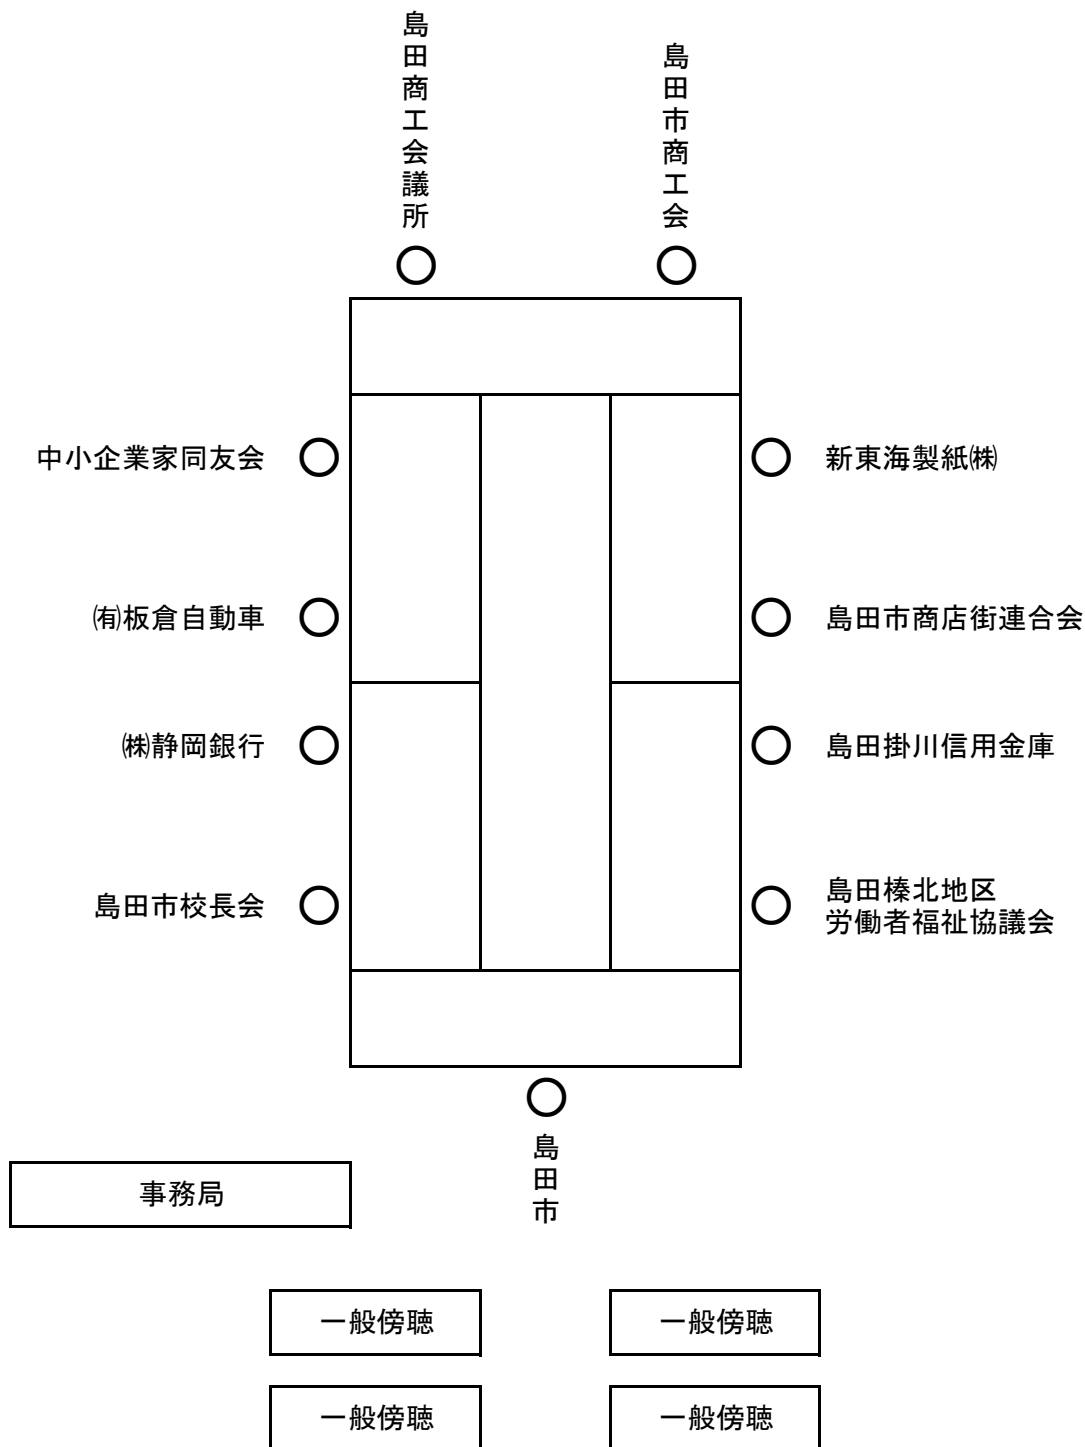 島田商工会議所
島田市商工会
中小企業家同友会
新東海製紙㈱
㈲板倉自動車
島田市商店街連合会
㈱静岡銀行
島田掛川信用金庫
島田市校長会
島田榛北地区
労働者福祉協議会
島田市
事務局
一般傍聴
一般傍聴
一般傍聴
一般傍聴